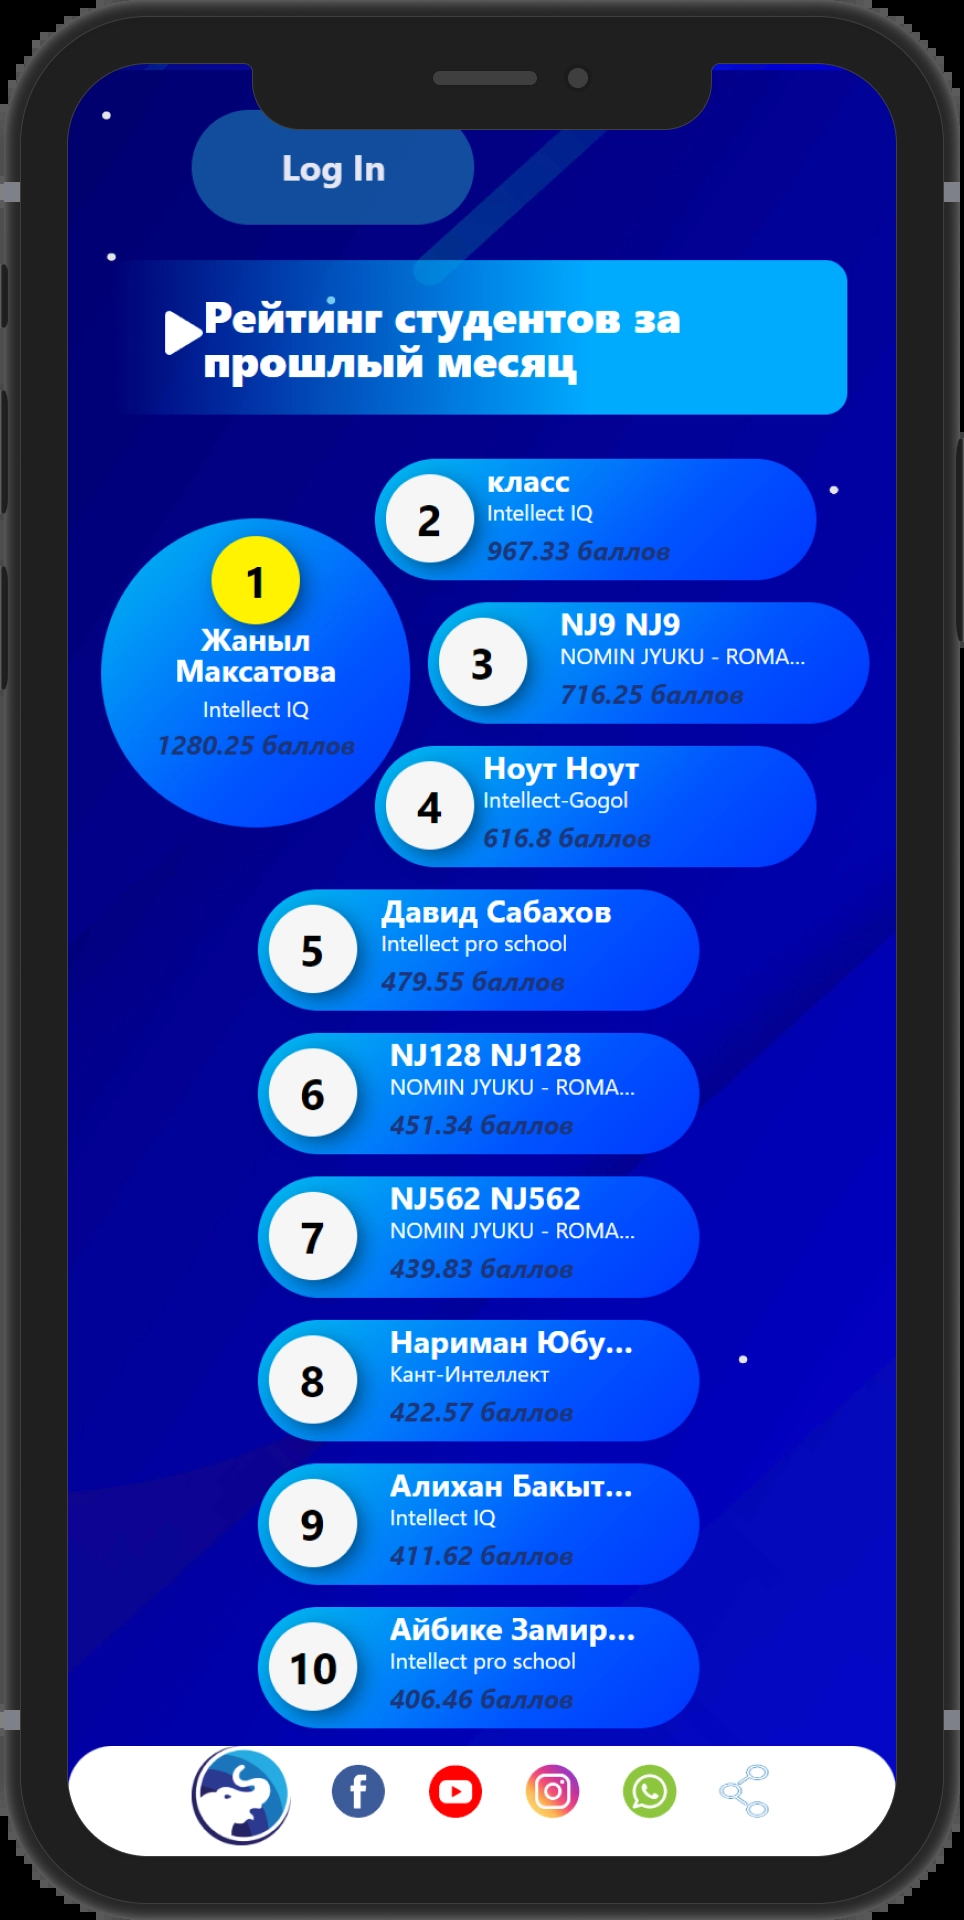 Log In
Рейтинг студентов за
прошлый месяц
1
Жаныл
Максатова
Intellect IQ
1280.25 баллов
2
класс
Intellect IQ
967.33 баллов
3
NJ9 NJ9
NOMIN JYUKU - ROMA...
716.25 баллов
4
Ноут Ноут
Intellect-Gogol
616.8 баллов
5
Давид Сабахов
Intellect pro school
479.55 баллов
6
NJ128 NJ128
NOMIN JYUKU - ROMA...
451.34 баллов
7
NJ562 NJ562
NOMIN JYUKU - ROMA...
439.83 баллов
8
Нариман Юбу...
Кант-Интеллект
422.57 баллов
9
Алихан Бакыт...
Intellect IQ
411.62 баллов
10
Айбике Замир...
Intellect pro school
406.46 баллов